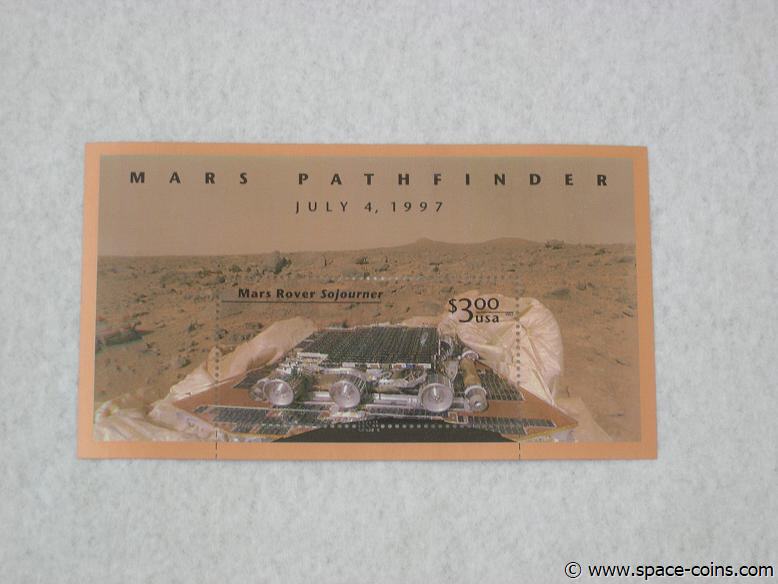 MARS PATHFINDER
JULY 4, 1997
Mars Rover Sojourner
$3.00
usa
© www.space-coins.com